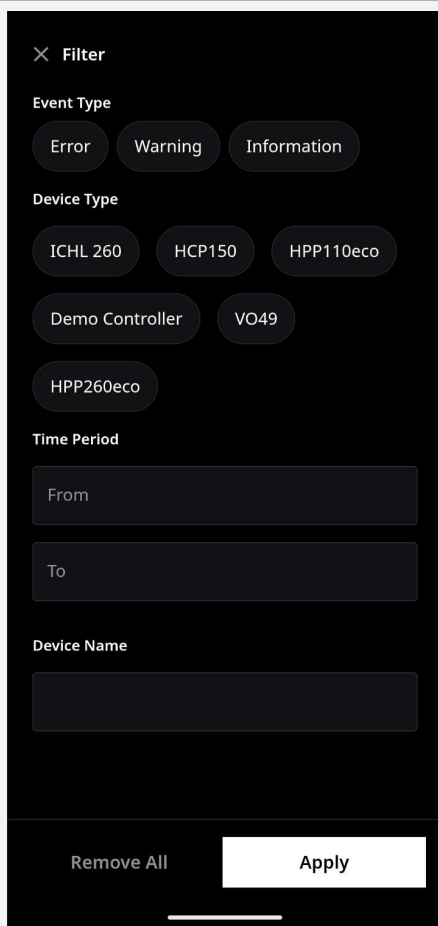 Filter
Event Type
Error Warning Information
Device Type
ICHL 260 HCP150 HPP110eco
Demo Controller VO49
HPP260eco
Time Period
From
To
Device Name
Remove All Apply